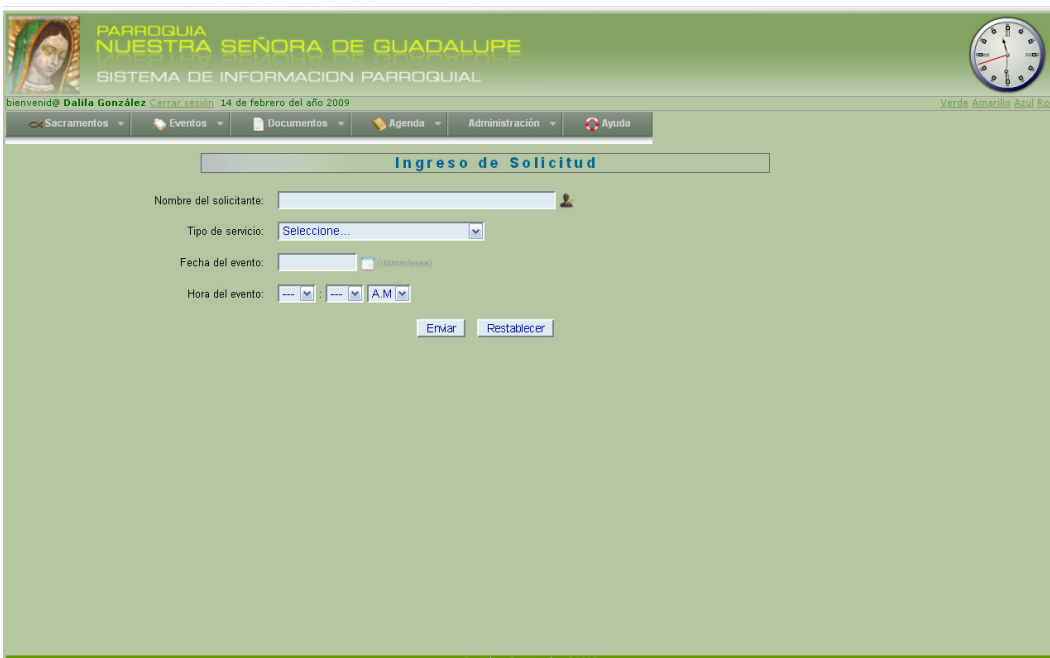 PARROQUIA
NUESTRA SEÑORA DE GUADALUPE
SISTEMA DE INFORMACION PARROQUIAL
bienvenid@ Dalila González Cerrar sesión 14 de febrero del año 2009 Verde Amarillo Azul Ro
Sacramentos Eventos Documentos Agenda Administración Ayuda
Ingreso de Solicitud
Nombre del solicitante:
Tipo de servicio: Seleccione...
Fecha del evento: (dd/mm/aaaa)
Hora del evento: --- : --- A.M
Enviar Restablecer